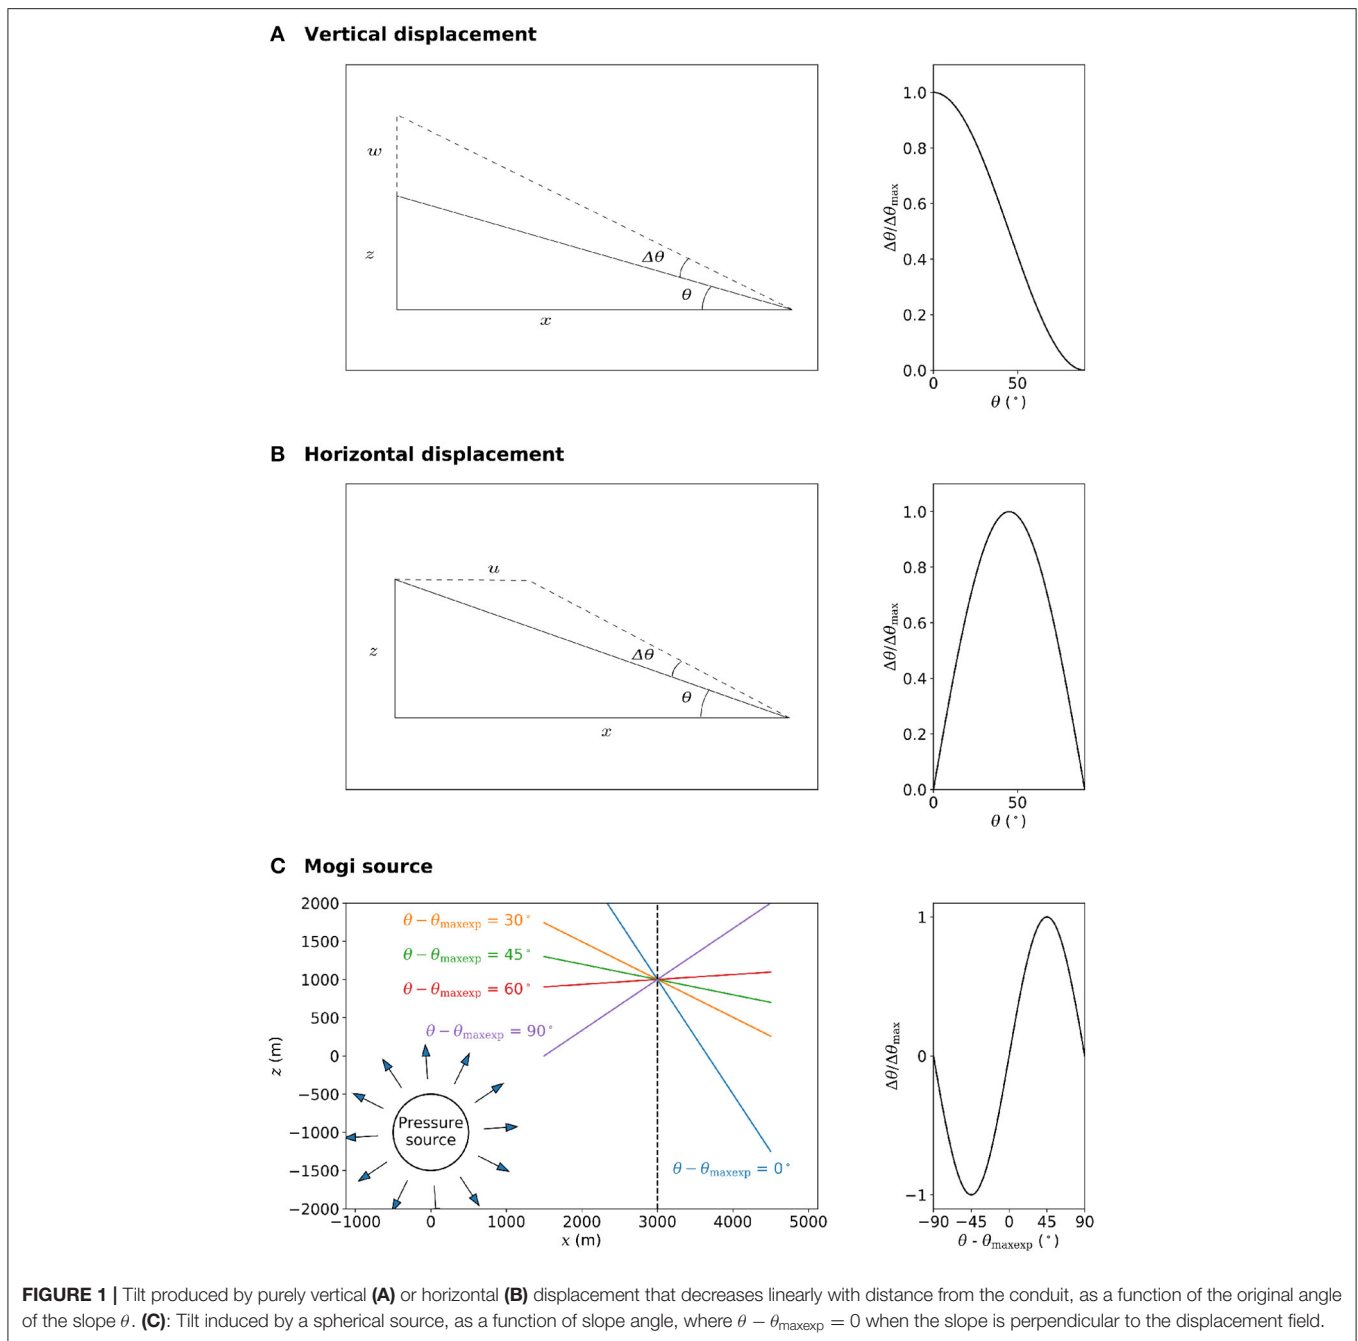 A Vertical displacement
w
z
Δθ
θ
x
1.0
0.8
0.6
0.4
0.2
0.0
Δθ/Δθmax
0 50
θ (°)
B Horizontal displacement
u
z
Δθ
θ
x
1.0
0.8
0.6
0.4
0.2
0.0
Δθ/Δθmax
0 50
θ (°)
C Mogi source
2000
1500
1000
500
0
−500
−1000
−1500
−2000
z (m)
θ − θmaxexp = 30°
θ − θmaxexp = 45°
θ − θmaxexp = 60°
θ − θmaxexp = 90°
Pressure
source
θ − θmaxexp = 0°
−1000 0 1000 2000 3000 4000 5000
x (m)
1
0
−1
Δθ/Δθmax
−90 −45 0 45 90
θ - θmaxexp (°)
FIGURE 1 | Tilt produced by purely vertical (A) or horizontal (B) displacement that decreases linearly with distance from the conduit, as a function of the original angle
of the slope θ. (C): Tilt induced by a spherical source, as a function of slope angle, where θ − θmaxexp = 0 when the slope is perpendicular to the displacement field.